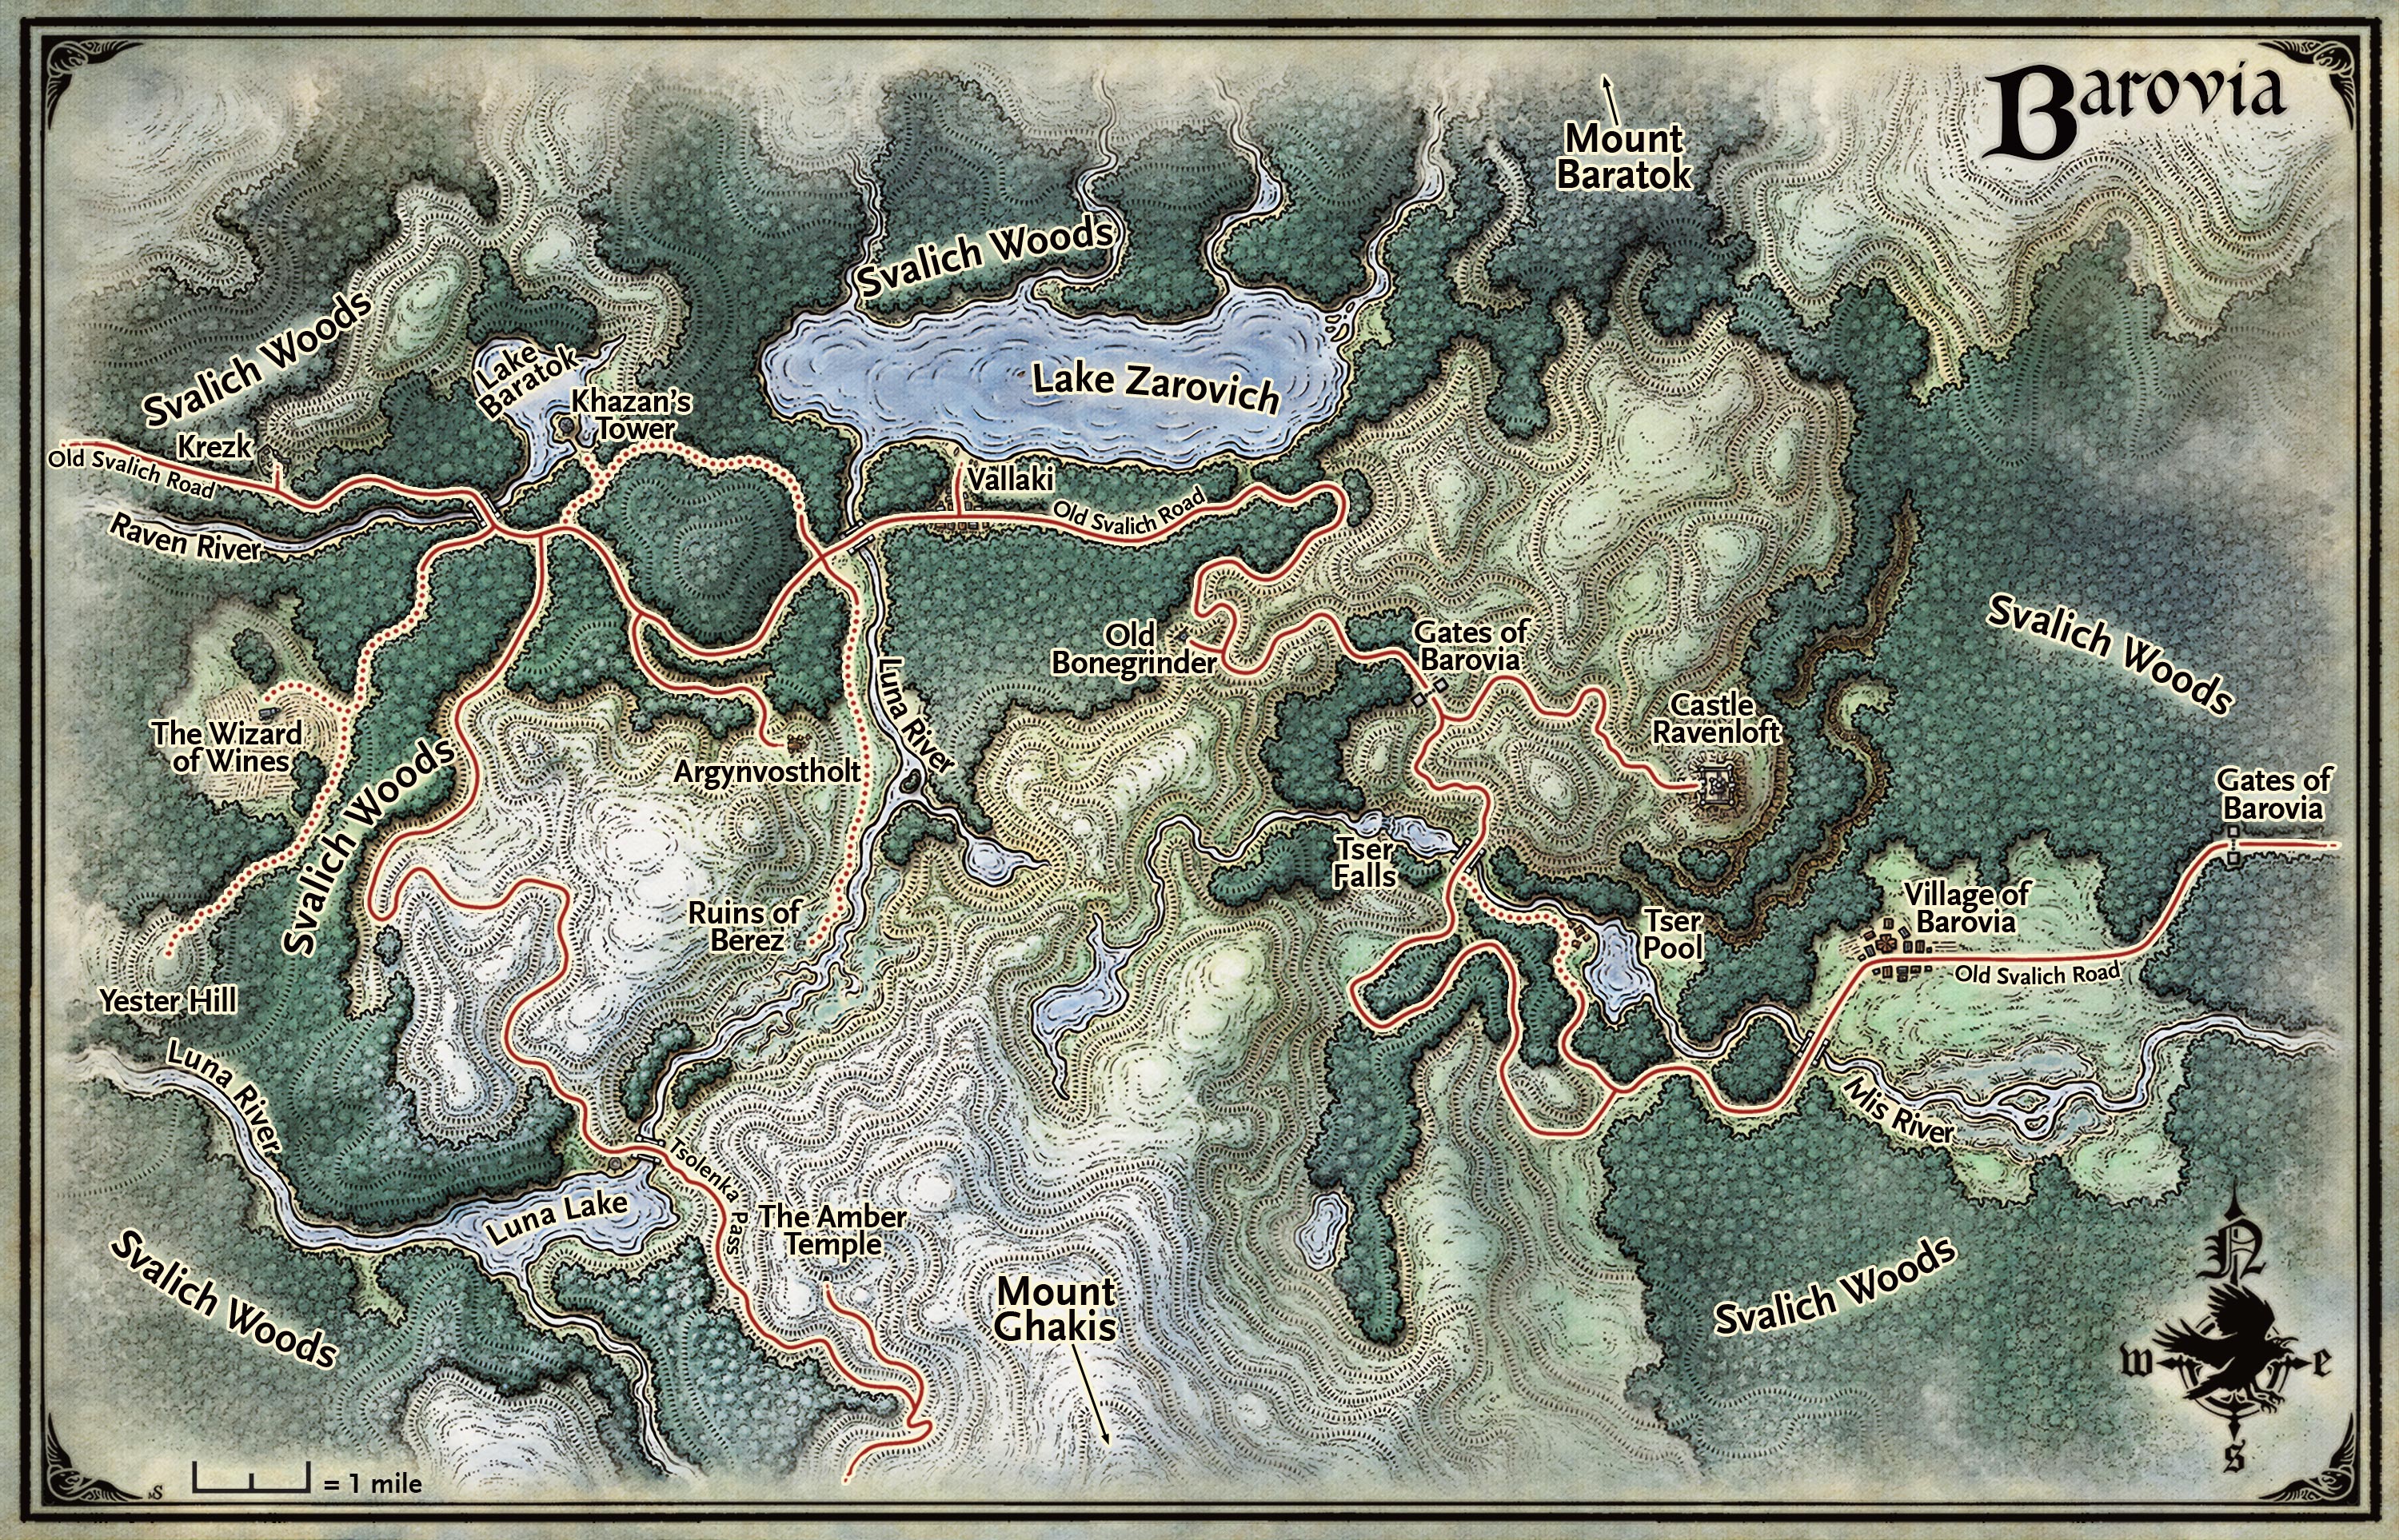 Barovia
Mount
Baratok
Svalich Woods
Svalich Woods
Lake
Baratok
Khazan's
Tower
Lake Zarovich
Krezk
Old Svalich Road
Vallaki
Old Svalich Road
Raven River
Svalich Woods
Old
Bonegrinder
Gates of
Barovia
Luna River
Castle
Ravenloft
The Wizard
of Wines
Argynvostholt
Svalich Woods
Gates of
Barovia
Tser
Falls
Village of
Barovia
Ruins of
Berez
Tser
Pool
Old Svalich Road
Yester Hill
Luna River
Ivlis River
Tsolenka Pass
Luna Lake
The Amber
Temple
Svalich Woods
Mount
Ghakis
Svalich Woods
N
W
E
S
= 1 mile